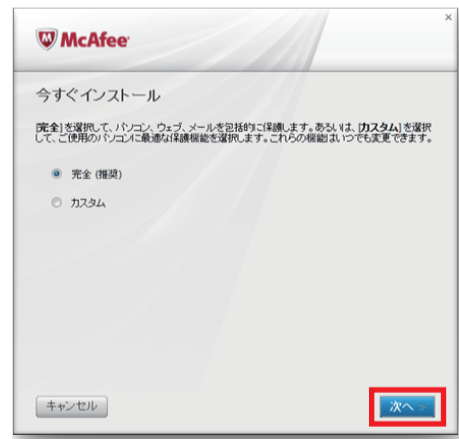 McAfee
今すぐインストール
[完全]を選択して、パソコン、ウェブ、メールを包括的に保護します。あるいは、[カスタム]を選択
して、ご使用のパソコンに最適な保護機能を選択します。これらの機能はいつでも変更できます。
完全 (推奨)
カスタム
キャンセル
次へ >